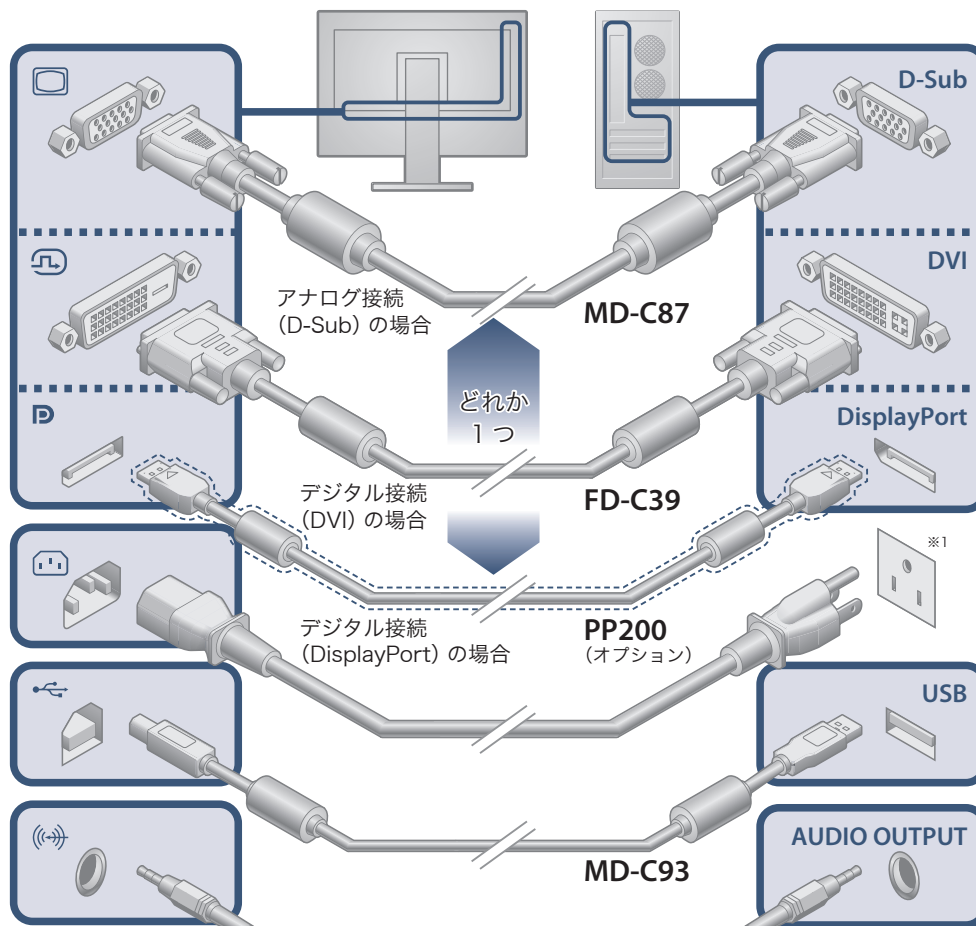 D-Sub
アナログ接続
(D-Sub) の場合
MD-C87
DVI
どれか
1 つ
DisplayPort
デジタル接続
(DVI) の場合
FD-C39
※1
デジタル接続
(DisplayPort) の場合
PP200
(オプション)
USB
MD-C93
AUDIO OUTPUT